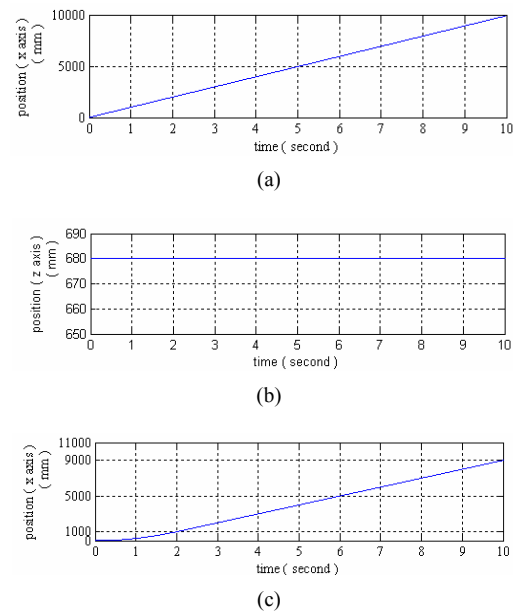 10000
5000
0
0 1 2 3 4 5 6 7 8 9 10
position ( x axis )
( mm )
time ( second )
(a)
690
680
670
660
650
0 1 2 3 4 5 6 7 8 9 10
position ( z axis )
( mm )
time ( second )
(b)
11000
9000
5000
1000
0
0 1 2 3 4 5 6 7 8 9 10
position ( x axis )
( mm )
time ( second )
(c)